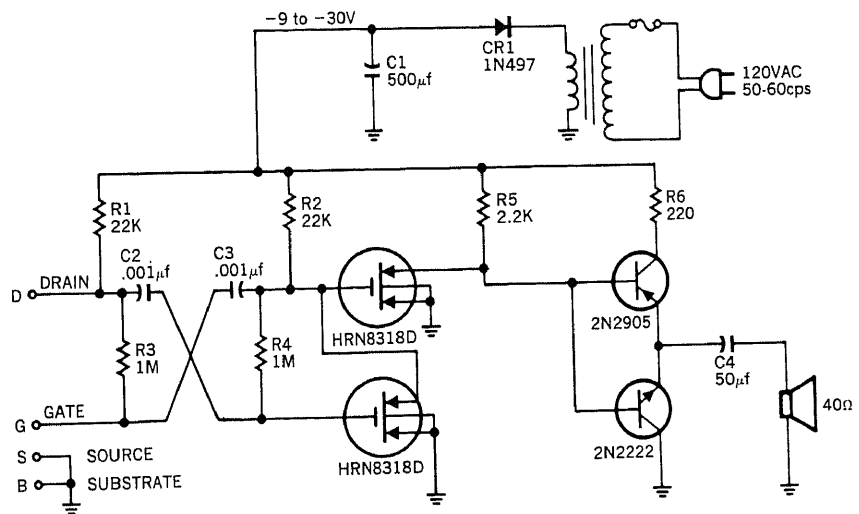 −9 to −30V
CR1
1N497
C1
500µf
120VAC
50-60cps
R1
22K
R2
22K
R5
2.2K
R6
220
C2
.001µf
C3
.001µf
D
DRAIN
HRN8318D
2N2905
R3
1M
R4
1M
C4
50µf
G
GATE
40Ω
HRN8318D
2N2222
S
SOURCE
B
SUBSTRATE